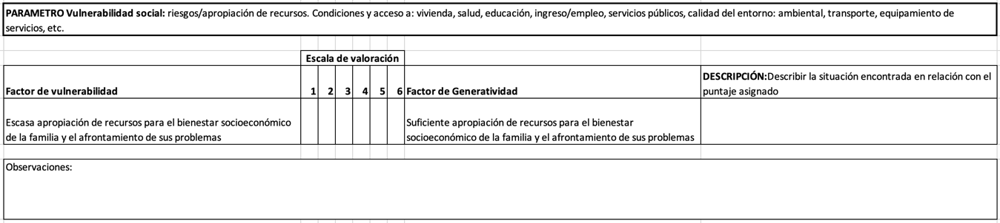 PARAMETRO Vulnerabilidad social: riesgos/apropiación de recursos. Condiciones y acceso a: vivienda, salud, educación, ingreso/empleo, servicios públicos, calidad del entorno: ambiental, transporte, equipamiento de
servicios, etc.
Escala de valoración
Factor de vulnerabilidad 1 2 3 4 5 6 Factor de Generatividad DESCRIPCIÓN:Describir la situación encontrada en relación con el
puntaje asignado
Escasa apropiación de recursos para el bienestar socioeconómico
de la familia y el afrontamiento de sus problemas
Suficiente apropiación de recursos para el bienestar
socioeconómico de la familia y el afrontamiento de sus problemas
Observaciones: